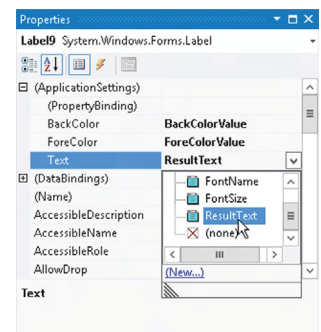 Properties
Label9 System.Windows.Forms.Label
(ApplicationSettings)
(PropertyBinding)
BackColor BackColorValue
ForeColor ForeColorValue
Text ResultText
(DataBindings)
(Name)
AccessibleDescription
AccessibleName
AccessibleRole
AllowDrop
FontName
FontSize
ResultText
(none)
(New...)
Text